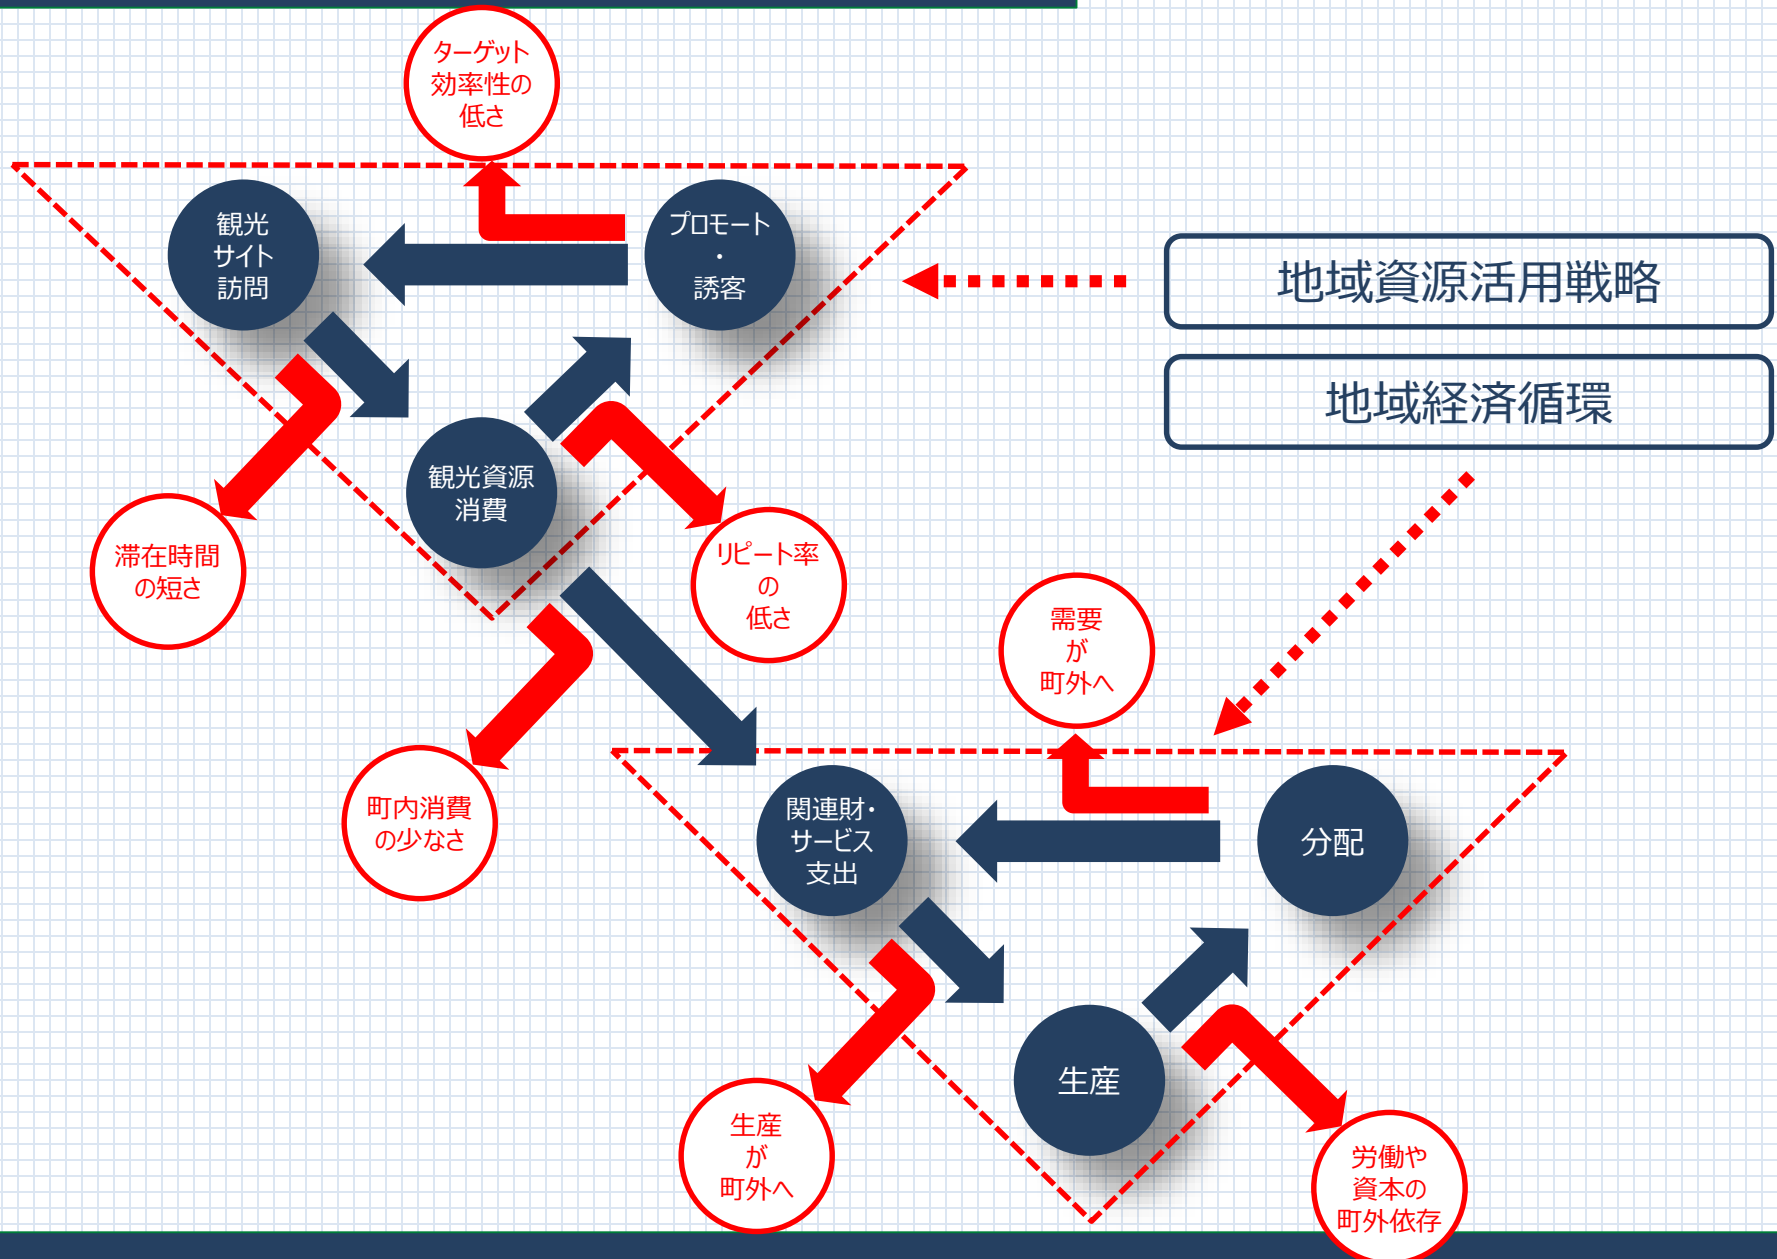 ターゲット
効率性の
低さ
観光
サイト
訪問
プロモート
・
誘客
地域資源活用戦略
地域経済循環
観光資源
消費
滞在時間
の短さ
リピート率
の
低さ
需要
が
町外へ
町内消費
の少なさ
関連財・
サービス
支出
分配
生産
生産
が
町外へ
労働や
資本の
町外依存